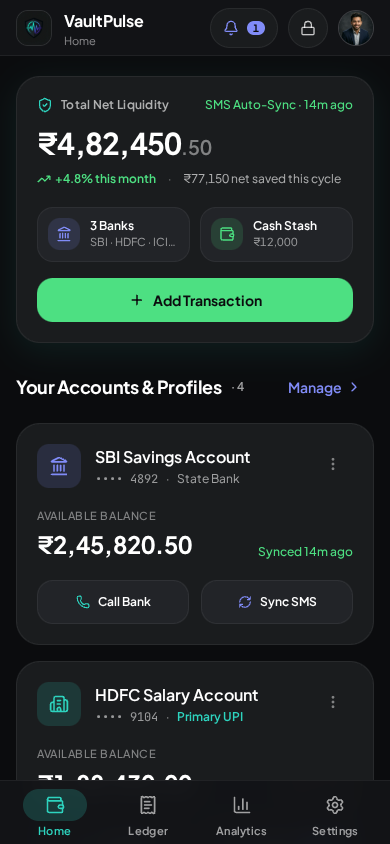 VaultPulse
Home
1
Total Net Liquidity
SMS Auto-Sync · 14m ago
₹4,82,450.50
+4.8% this month · ₹77,150 net saved this cycle
3 Banks
SBI · HDFC · ICI...
Cash Stash
₹12,000
+ Add Transaction
Your Accounts & Profiles · 4
Manage >
SBI Savings Account
•••• 4892 · State Bank
AVAILABLE BALANCE
₹2,45,820.50
Synced 14m ago
Call Bank
Sync SMS
HDFC Salary Account
•••• 9104 · Primary UPI
AVAILABLE BALANCE
Home
Ledger
Analytics
Settings